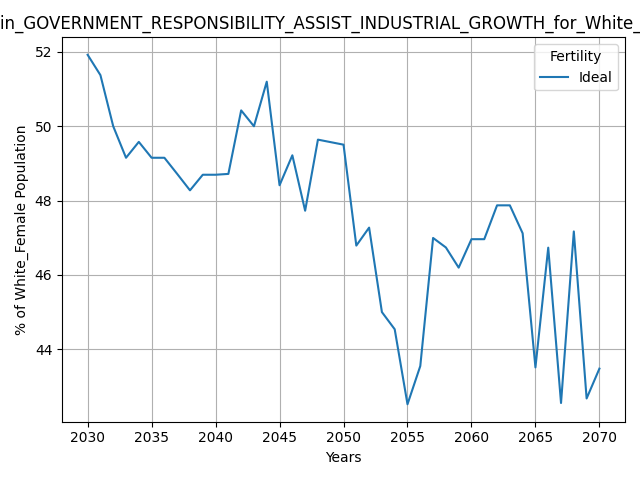 in_GOVERNMENT_RESPONSIBILITY_ASSIST_INDUSTRIAL_GROWTH_for_White_
Fertility
Ideal
52
50
48
46
44
% of White_Female Population
2030 2035 2040 2045 2050 2055 2060 2065 2070
Years